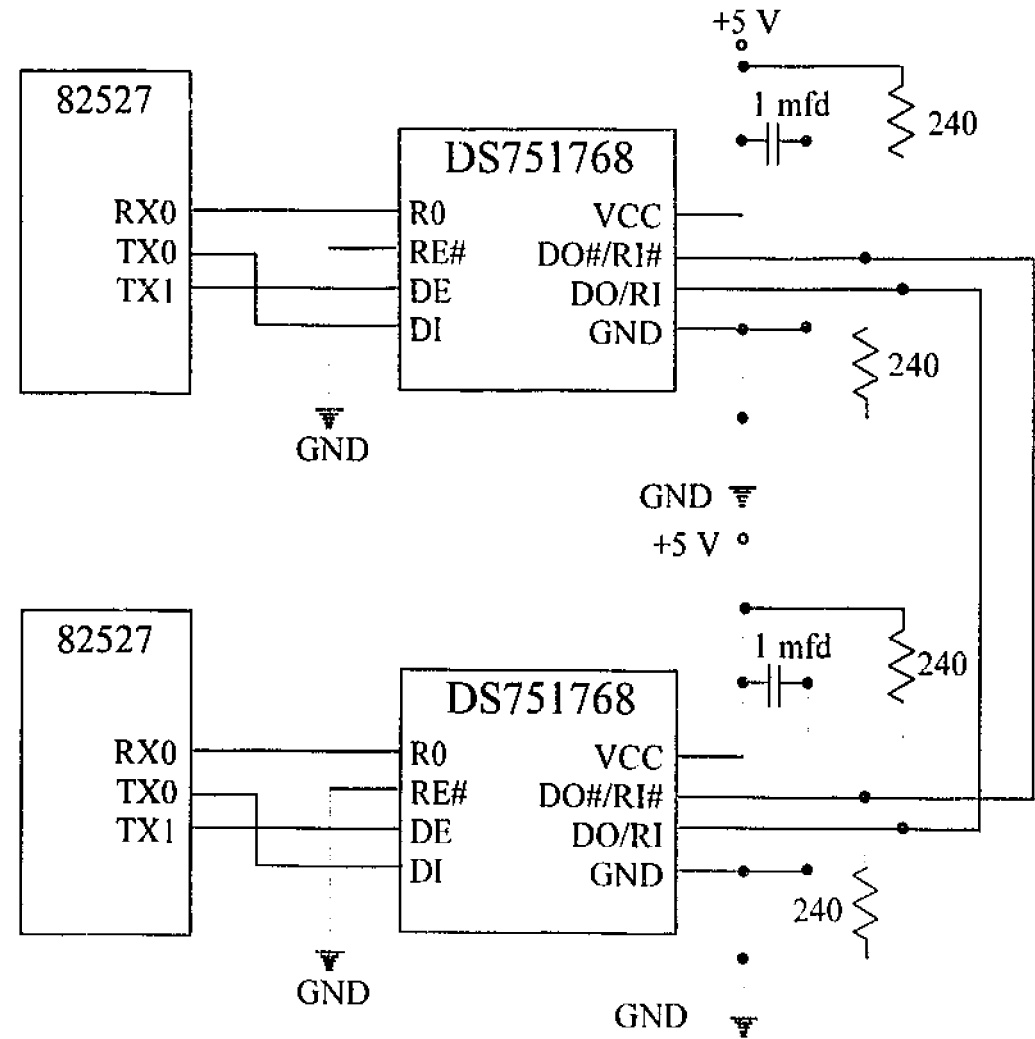 +5 V
82527
1 mfd
240
DS751768
RX0
R0
VCC
TX0
RE#
DO#/RI#
TX1
DE
DO/RI
DI
GND
240
GND
GND
+5 V
82527
1 mfd
240
DS751768
RX0
R0
VCC
TX0
RE#
DO#/RI#
TX1
DE
DO/RI
DI
GND
240
GND
GND